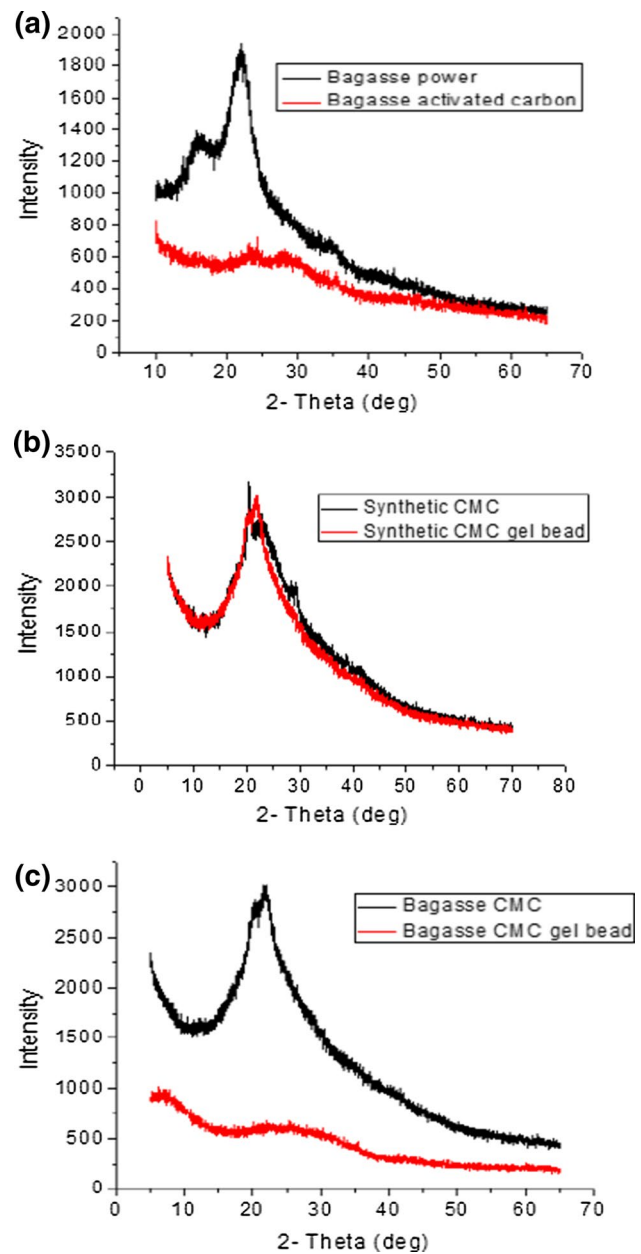 (a)
2000
1800
1600
1400
1200
1000
800
600
400
200
0
Intensity
Bagasse power
Bagasse activated carbon
10 20 30 40 50 60 70
2- Theta (deg)
(b)
3500
3000
2500
2000
1500
1000
500
0
Intensity
Synthetic CMC
Synthetic CMC gel bead
0 10 20 30 40 50 60 70 80
2- Theta (deg)
(c)
3000
2500
2000
1500
1000
500
0
Intensity
Bagasse CMC
Bagasse CMC gel bead
0 10 20 30 40 50 60 70
2- Theta (deg)